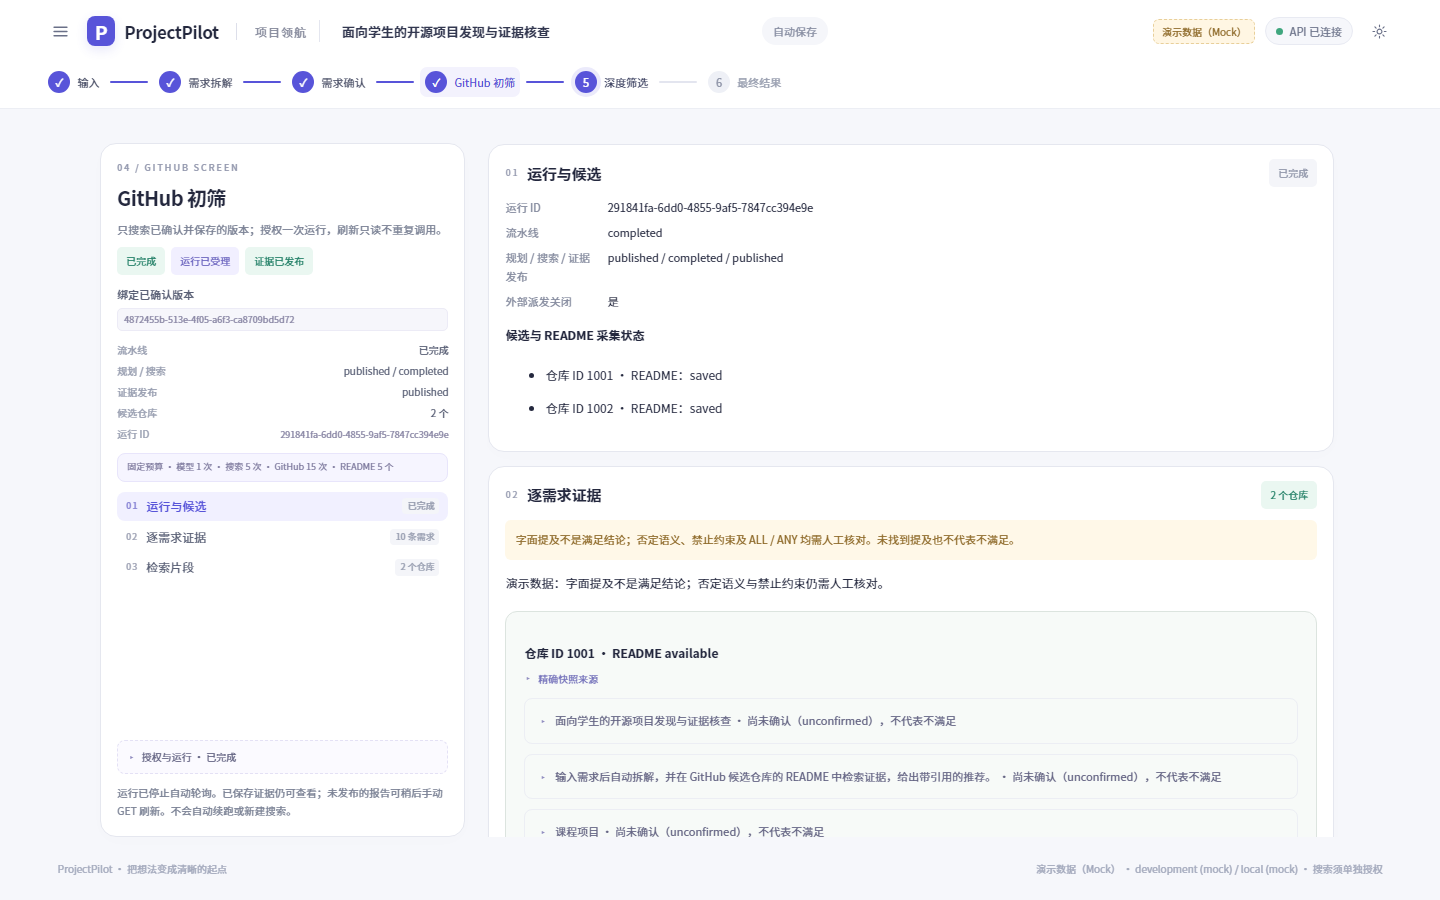 ProjectPilot
项目领航
面向学生的开源项目发现与证据核查
自动保存
演示数据（Mock）
API 已连接
输入
需求拆解
需求确认
GitHub 初筛
5
深度筛选
6
最终结果
04 / GITHUB SCREEN
GitHub 初筛
只搜索已确认并保存的版本；授权一次运行，刷新只读不重复调用。
已完成
运行已受理
证据已发布
绑定已确认版本
4872455b-513e-4f05-a6f3-ca8709bd5d72
流水线
已完成
规划 / 搜索
published / completed
证据发布
published
候选仓库
2 个
运行 ID
291841fa-6dd0-4855-9af5-7847cc394e9e
固定预算 · 模型 1 次 · 搜索 5 次 · GitHub 15 次 · README 5 个
01 运行与候选 已完成
02 逐需求证据 10 条需求
03 检索片段 2 个仓库
授权与运行 · 已完成
运行已停止自动轮询。已保存证据仍可查看；未发布的报告可稍后手动
GET 刷新。不会自动续跑或新建搜索。
01 运行与候选
已完成
运行 ID
291841fa-6dd0-4855-9af5-7847cc394e9e
流水线
completed
规划 / 搜索 / 证据
发布
published / completed / published
外部派发关闭
是
候选与 README 采集状态
仓库 ID 1001 · README：saved
仓库 ID 1002 · README：saved
02 逐需求证据
2 个仓库
字面提及不是满足结论；否定语义、禁止约束及 ALL / ANY 均需人工核对。未找到提及也不代表不满足。
演示数据：字面提及不是满足结论；否定语义与禁止约束仍需人工核对。
仓库 ID 1001 · README available
精确快照来源
面向学生的开源项目发现与证据核查 · 尚未确认（unconfirmed），不代表不满足
输入需求后自动拆解，并在 GitHub 候选仓库的 README 中检索证据，给出带引用的推荐。 · 尚未确认（unconfirmed），不代表不满足
课程项目 · 尚未确认（unconfirmed），不代表不满足
ProjectPilot · 把想法变成清晰的起点
演示数据（Mock） · development (mock) / local (mock) · 搜索须单独授权